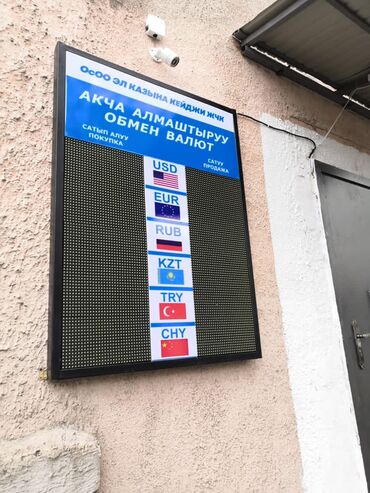 ОсОО ЭЛ КАЗЫНА КЕЙДЖИ ЖЧК
АКЧА АЛМАШТЫРУУ
ОБМЕН ВАЛЮТ
САТЫП АЛУУ
ПОКУПКА
САТУУ
ПРОДАЖА
USD
EUR
RUB
KZT
TRY
CHY